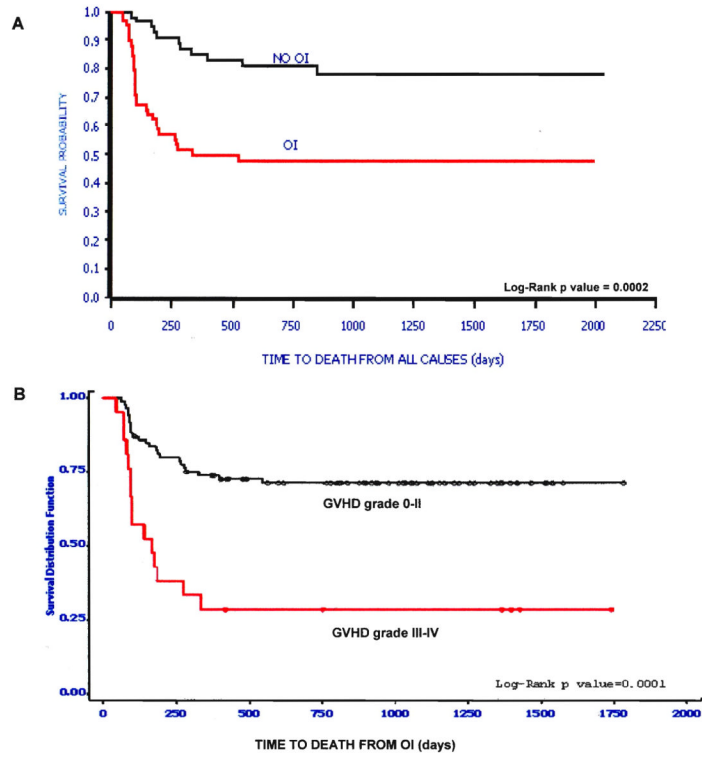 A
1.0
0.9
0.8
0.7
0.6
0.5
0.4
0.3
0.2
0.1
0.0
SURVIVAL PROBABILITY
NO OI
OI
Log-Rank p value = 0.0002
0 250 500 750 1000 1250 1500 1750 2000 2250
TIME TO DEATH FROM ALL CAUSES (days)
B
1.00
0.75
0.50
0.25
0.00
Survival Distribution Function
GVHD grade 0-II
GVHD grade III-IV
Log-Rank p value=0.0001
0 250 500 750 1000 1250 1500 1750 2000
TIME TO DEATH FROM OI (days)